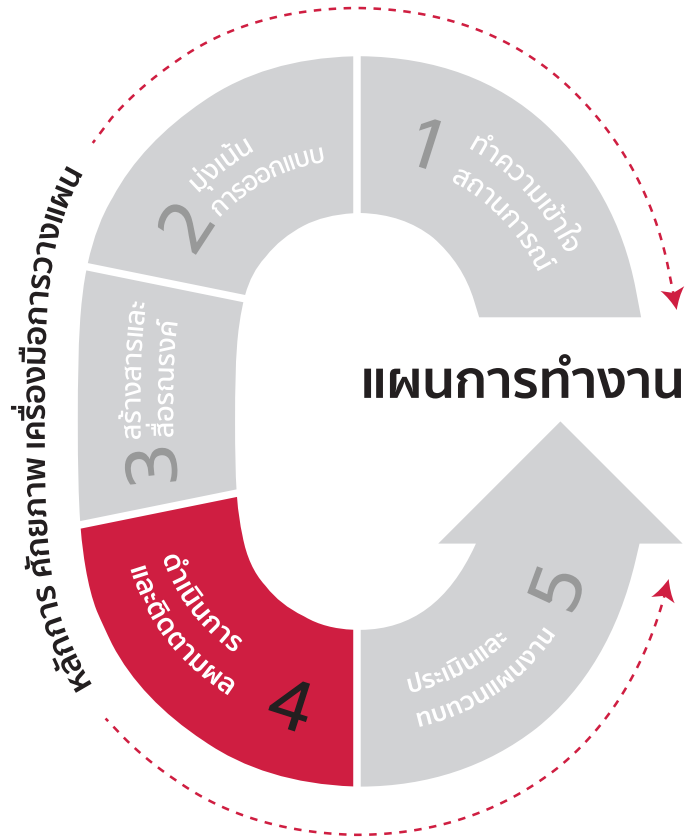 1
ทำความเข้าใจ
สถานการณ์
2
มุ่งเน้น
การออกแบบ
3
สร้างสารและ
สื่อรณรงค์
4
ดำเนินการ
และติดตามผล
5
ประเมินและ
ทบทวนแผนงาน
แผนการทำงาน
หลักการ ศักยภาพ เครื่องมือการวางแผน